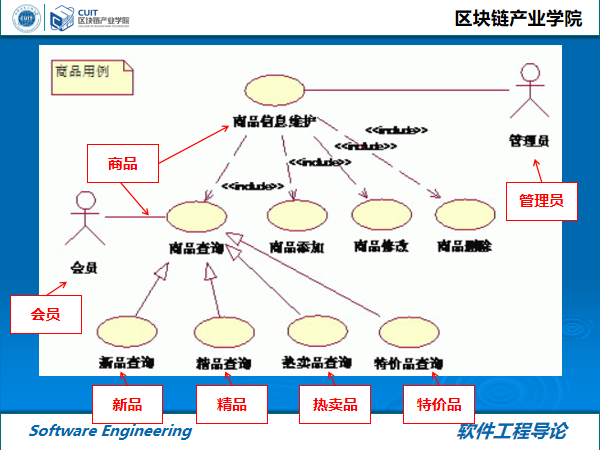 CUIT
区块链产业学院
区块链产业学院
商品用例
商品信息维护
管理员
<<include>>
<<include>>
<<include>>
<<include>>
商品
管理员
会员
商品查询
商品添加
商品修改
商品删除
会员
新品查询
精品查询
热卖品查询
特价品查询
新品
精品
热卖品
特价品
Software Engineering
软件工程导论